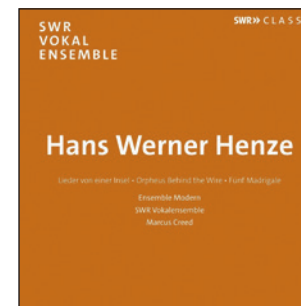 SWR
VOKAL
ENSEMBLE
SWR» CLASS
Hans Werner Henze
Lieder von einer Insel • Orpheus Behind the Wire • Fünf Madrigale
Ensemble Modern
SWR Vokalensemble
Marcus Creed